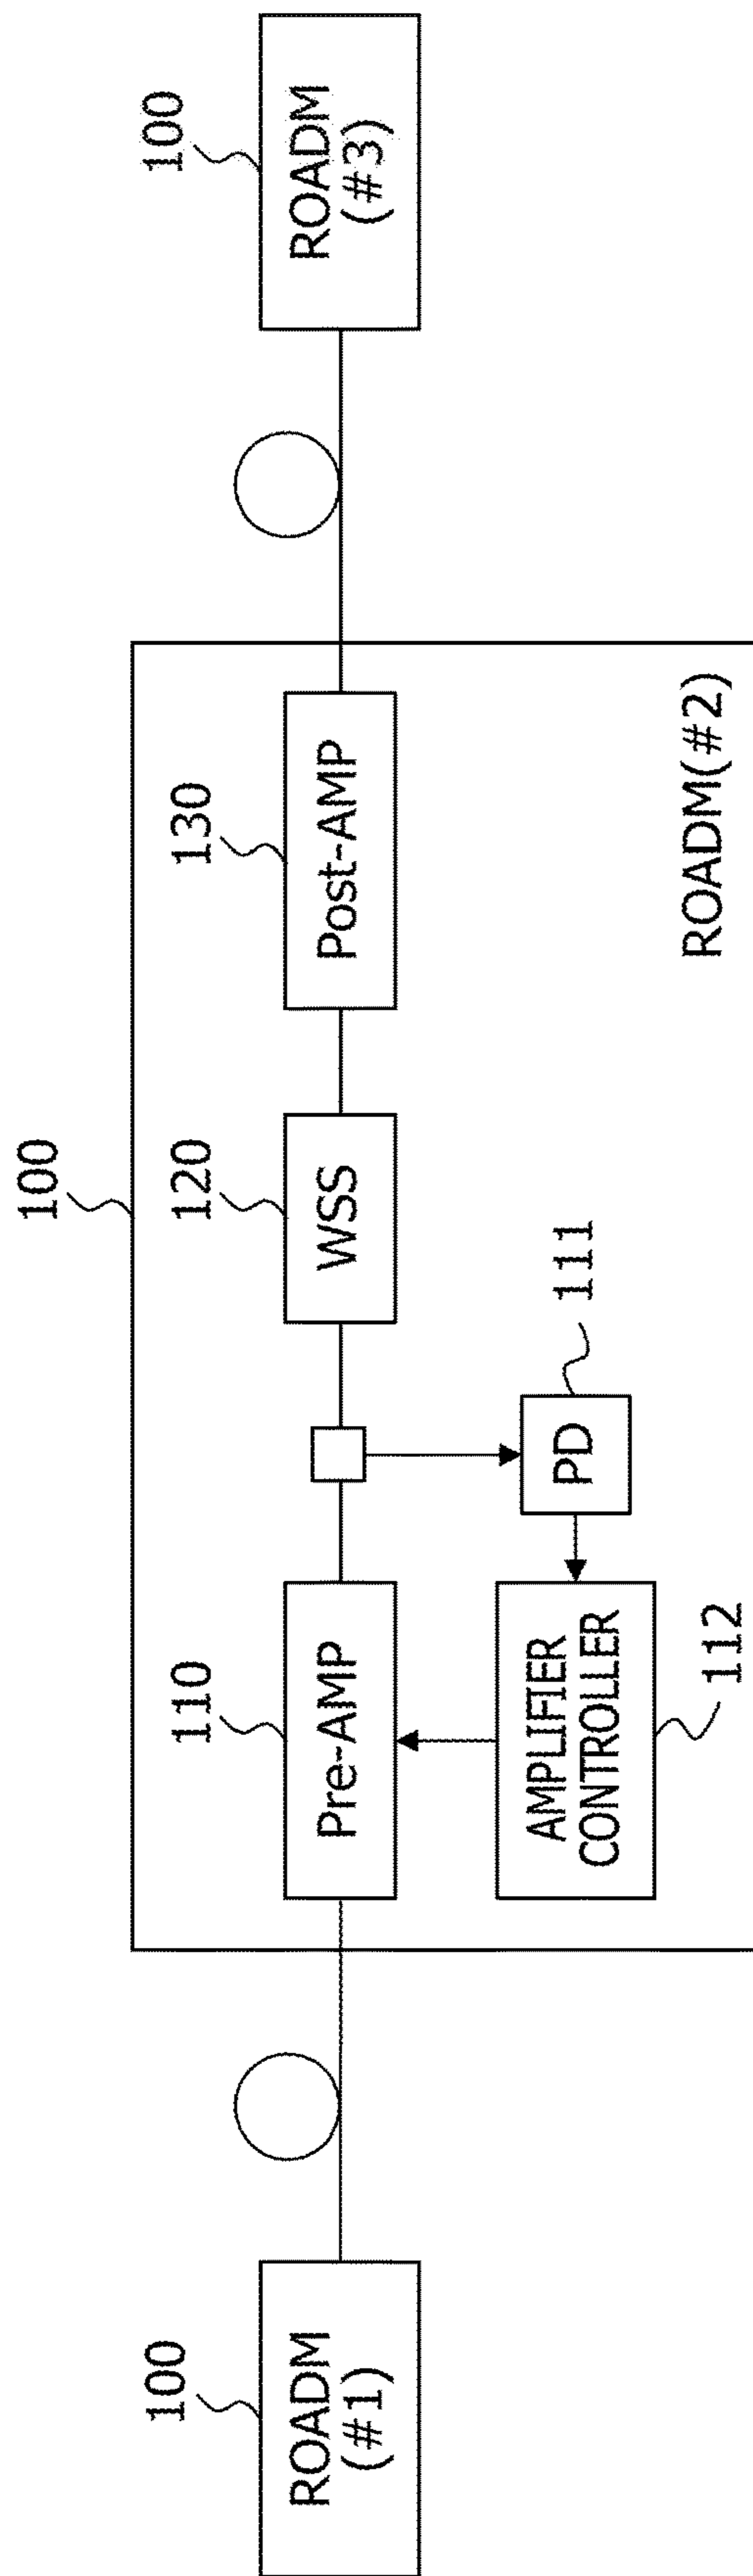 100
ROADM
(#1)
100
110
Pre-AMP
120
WSS
130
Post-AMP
AMPLIFIER
CONTROLLER
112
PD
111
ROADM(#2)
100
ROADM
(#3)